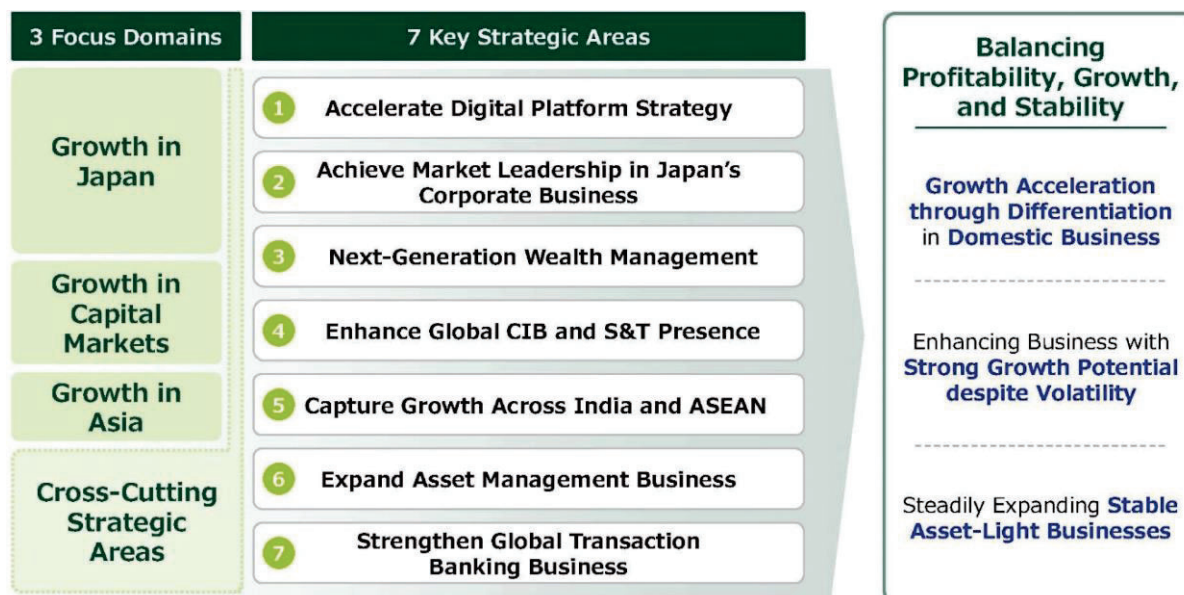 3 Focus Domains
7 Key Strategic Areas
Growth in
Japan
Growth in
Capital
Markets
Growth in
Asia
Cross-Cutting
Strategic
Areas
1
Accelerate Digital Platform Strategy
2
Achieve Market Leadership in Japan's
Corporate Business
3
Next-Generation Wealth Management
4
Enhance Global CIB and S&T Presence
5
Capture Growth Across India and ASEAN
6
Expand Asset Management Business
7
Strengthen Global Transaction
Banking Business
Balancing
Profitability, Growth,
and Stability
Growth Acceleration
through Differentiation
in Domestic Business
Enhancing Business with
Strong Growth Potential
despite Volatility
Steadily Expanding Stable
Asset-Light Businesses